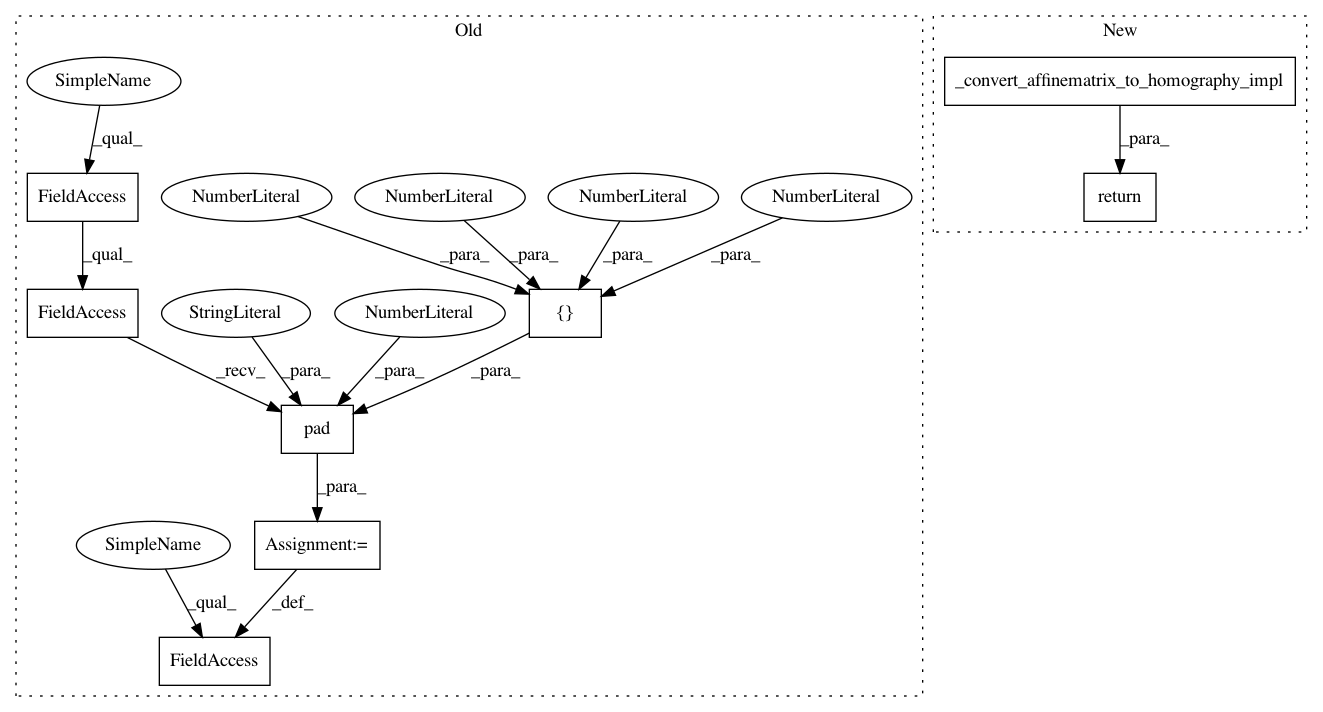 Old
New
SimpleName
_convert_affinematrix_to_homography_impl
_qual_
_para_
FieldAccess
NumberLiteral
NumberLiteral
NumberLiteral
NumberLiteral
return
_qual_
_para_
_para_
_para_
_para_
FieldAccess
StringLiteral
NumberLiteral
{}
_recv_
_para_
_para_
_para_
pad
_para_
SimpleName
Assignment:=
_qual_
_def_
FieldAccess